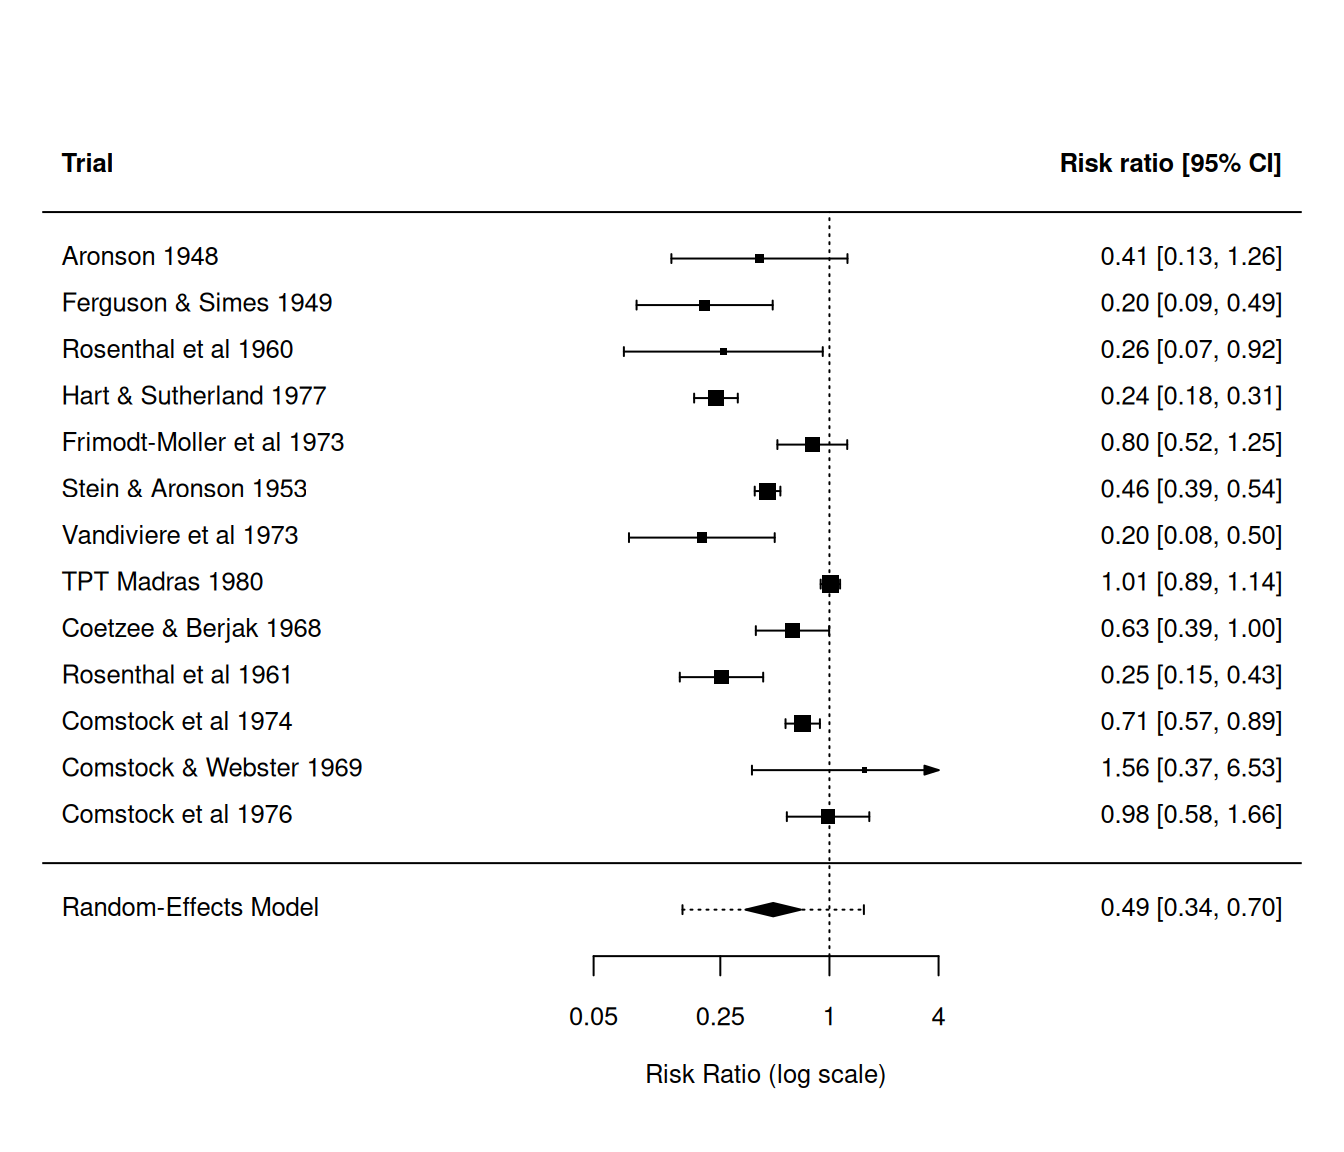 Trial Risk ratio [95% CI]
Aronson 1948 0.41 [0.13, 1.26]
Ferguson & Simes 1949 0.20 [0.09, 0.49]
Rosenthal et al 1960 0.26 [0.07, 0.92]
Hart & Sutherland 1977 0.24 [0.18, 0.31]
Frimodt-Moller et al 1973 0.80 [0.52, 1.25]
Stein & Aronson 1953 0.46 [0.39, 0.54]
Vandiviere et al 1973 0.20 [0.08, 0.50]
TPT Madras 1980 1.01 [0.89, 1.14]
Coetzee & Berjak 1968 0.63 [0.39, 1.00]
Rosenthal et al 1961 0.25 [0.15, 0.43]
Comstock et al 1974 0.71 [0.57, 0.89]
Comstock & Webster 1969 1.56 [0.37, 6.53]
Comstock et al 1976 0.98 [0.58, 1.66]
Random-Effects Model 0.49 [0.34, 0.70]
0.05 0.25 1 4
Risk Ratio (log scale)